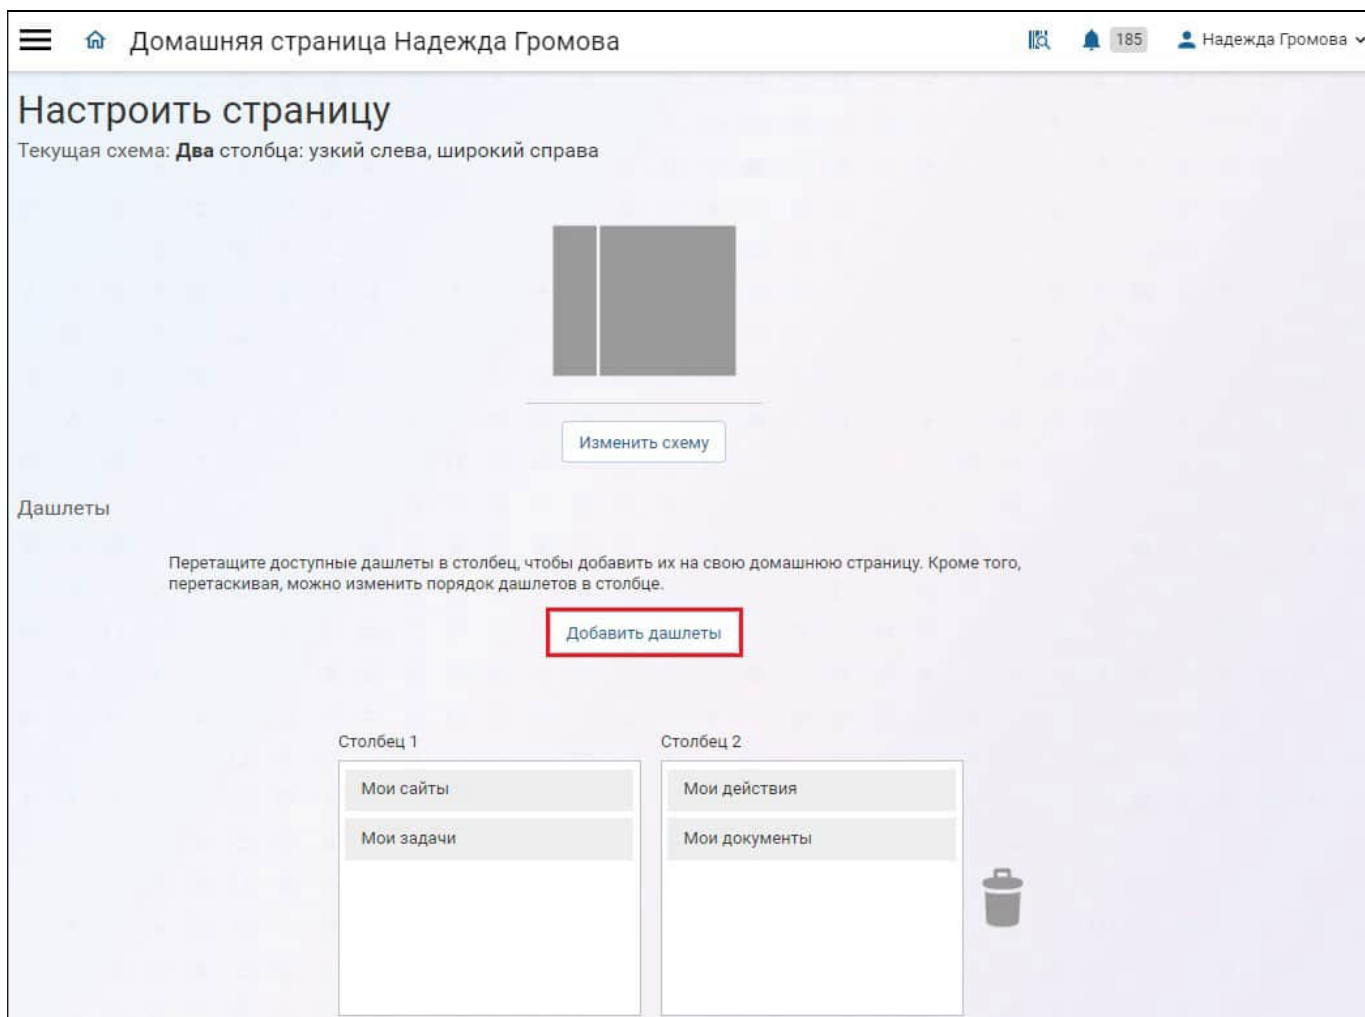 Домашняя страница Надежда Громова
185
Надежда Громова
Настроить страницу
Текущая схема: Два столбца: узкий слева, широкий справа
Изменить схему
Дашлеты
Перетащите доступные дашлеты в столбец, чтобы добавить их на свою домашнюю страницу. Кроме того,
перетаскивая, можно изменить порядок дашлетов в столбце.
Добавить дашлеты
Столбец 1
Мои сайты
Мои задачи
Столбец 2
Мои действия
Мои документы